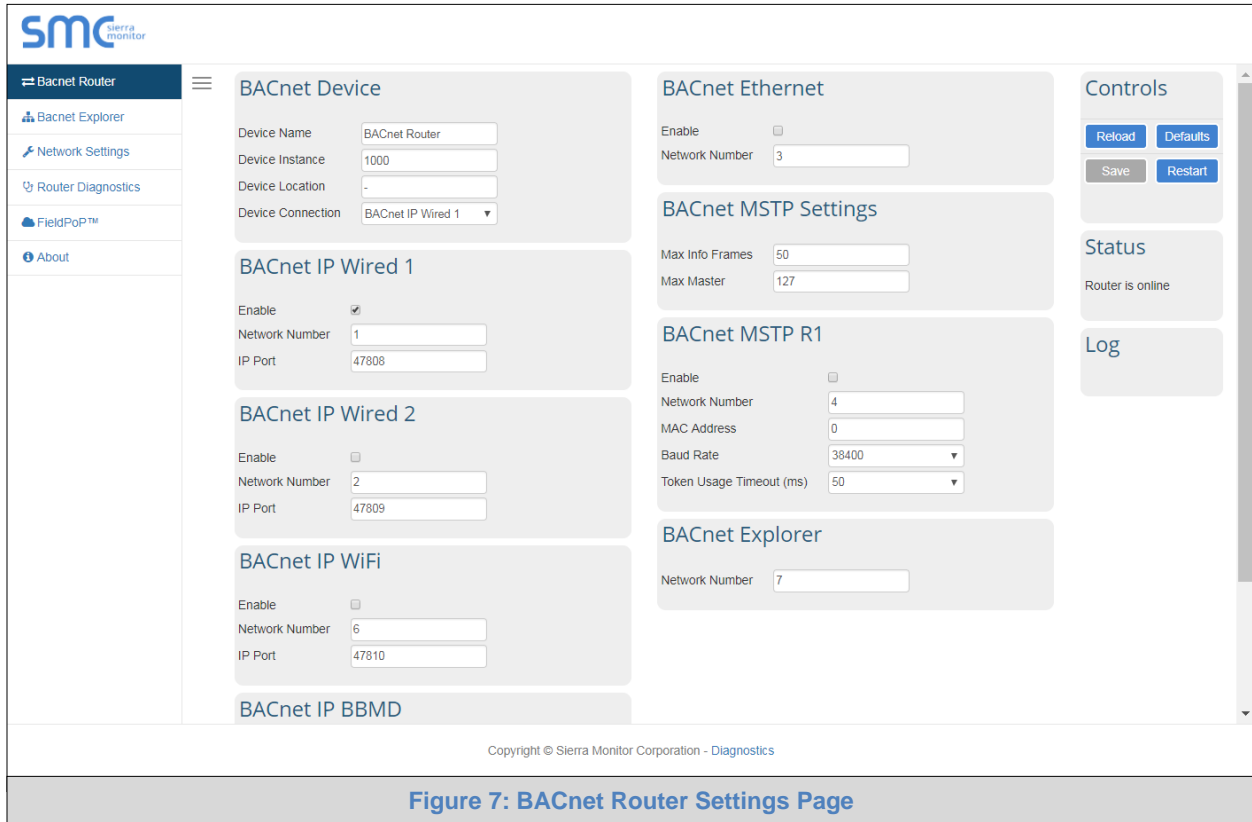 SMC sierra monitor
Bacnet Router
Bacnet Explorer
Network Settings
Router Diagnostics
FieldPoP™
About
BACnet Device
Device Name BACnet Router
Device Instance 1000
Device Location -
Device Connection BACnet IP Wired 1
BACnet IP Wired 1
Enable
Network Number 1
IP Port 47808
BACnet IP Wired 2
Enable
Network Number 2
IP Port 47809
BACnet IP WiFi
Enable
Network Number 6
IP Port 47810
BACnet IP BBMD
BACnet Ethernet
Enable
Network Number 3
BACnet MSTP Settings
Max Info Frames 50
Max Master 127
BACnet MSTP R1
Enable
Network Number 4
MAC Address 0
Baud Rate 38400
Token Usage Timeout (ms) 50
BACnet Explorer
Network Number 7
Controls
Reload Defaults
Save Restart
Status
Router is online
Log
Copyright © Sierra Monitor Corporation - Diagnostics
Figure 7: BACnet Router Settings Page